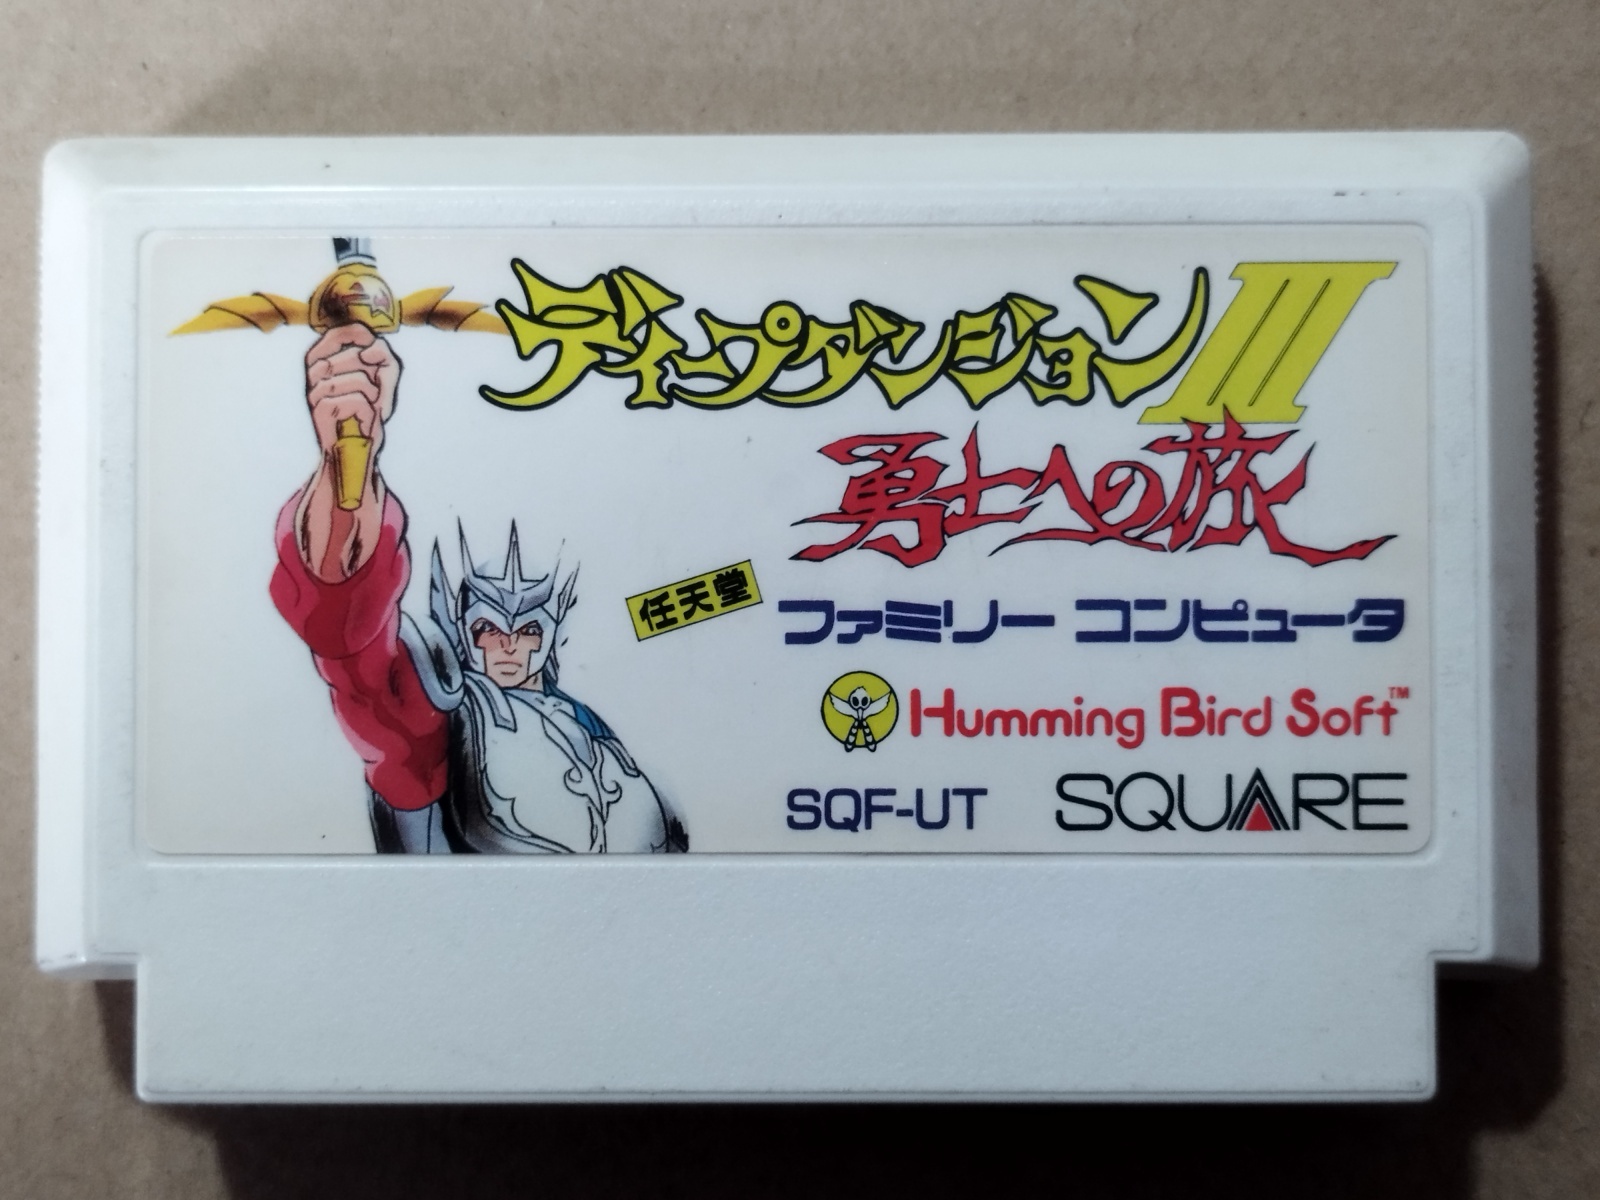 ディープダンジョンIII
勇士への旅
任天堂
ファミリー コンピュータ
Humming Bird Soft™
SQF-UT
SQUARE